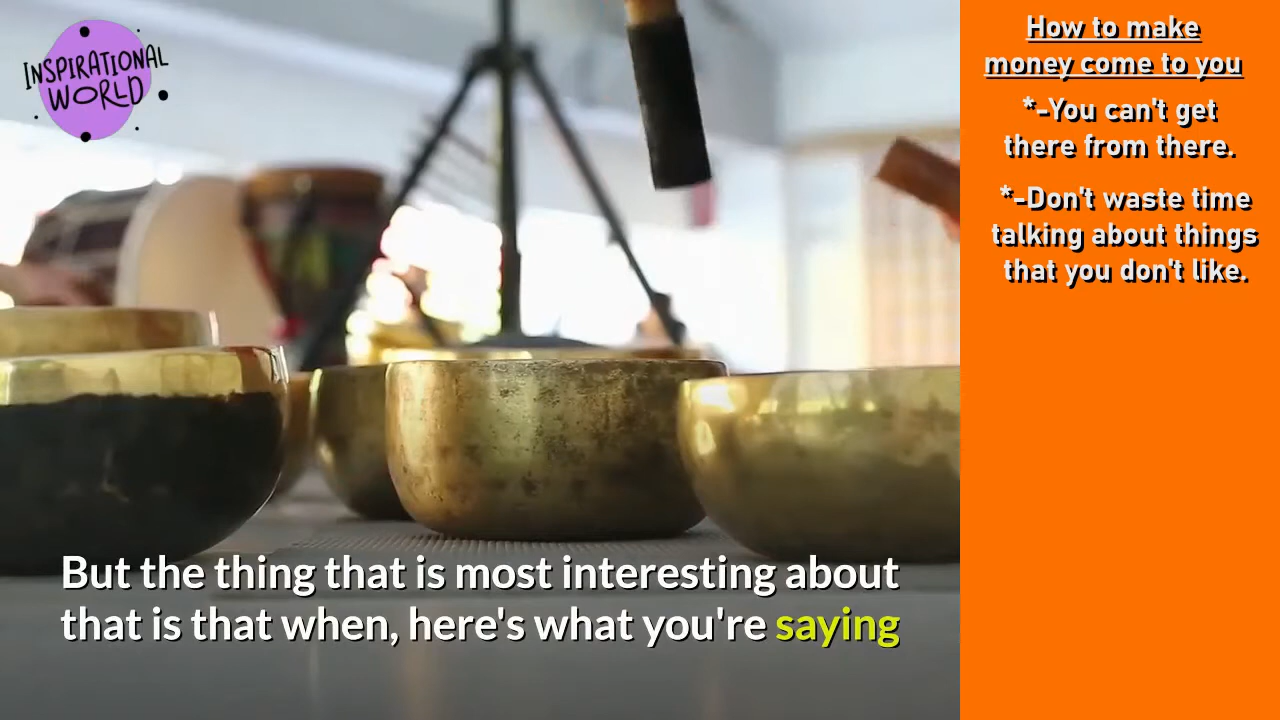 INSPIRATIONAL
WORLD
How to make
money come to you
*-You can't get
there from there.
*-Don't waste time
talking about things
that you don't like.
But the thing that is most interesting about
that is that when, here's what you're saying